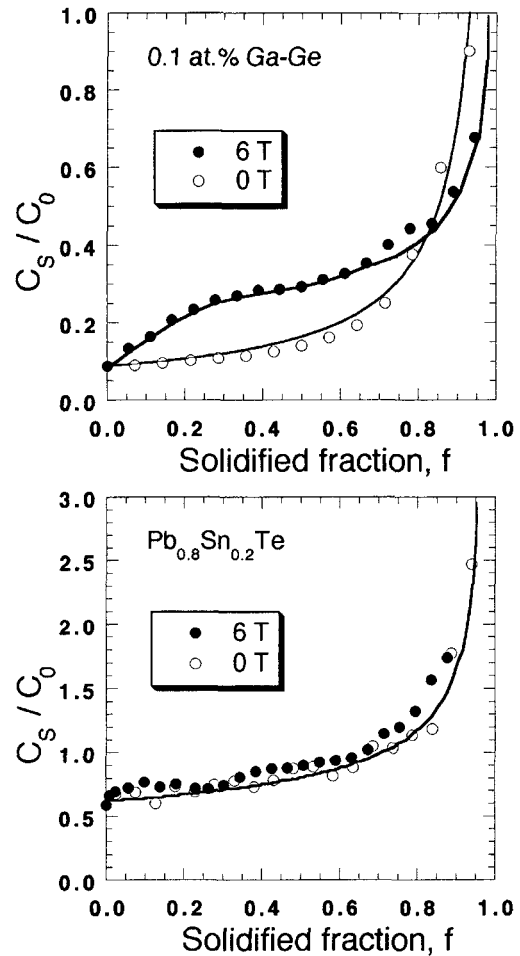 0.1 at.% Ga-Ge
6 T
0 T
C_S / C_0
1.0
0.8
0.6
0.4
0.2
0.0
0.0 0.2 0.4 0.6 0.8 1.0
Solidified fraction, f
Pb_0.8Sn_0.2Te
6 T
0 T
C_S / C_0
3.0
2.5
2.0
1.5
1.0
0.5
0.0
0.0 0.2 0.4 0.6 0.8 1.0
Solidified fraction, f